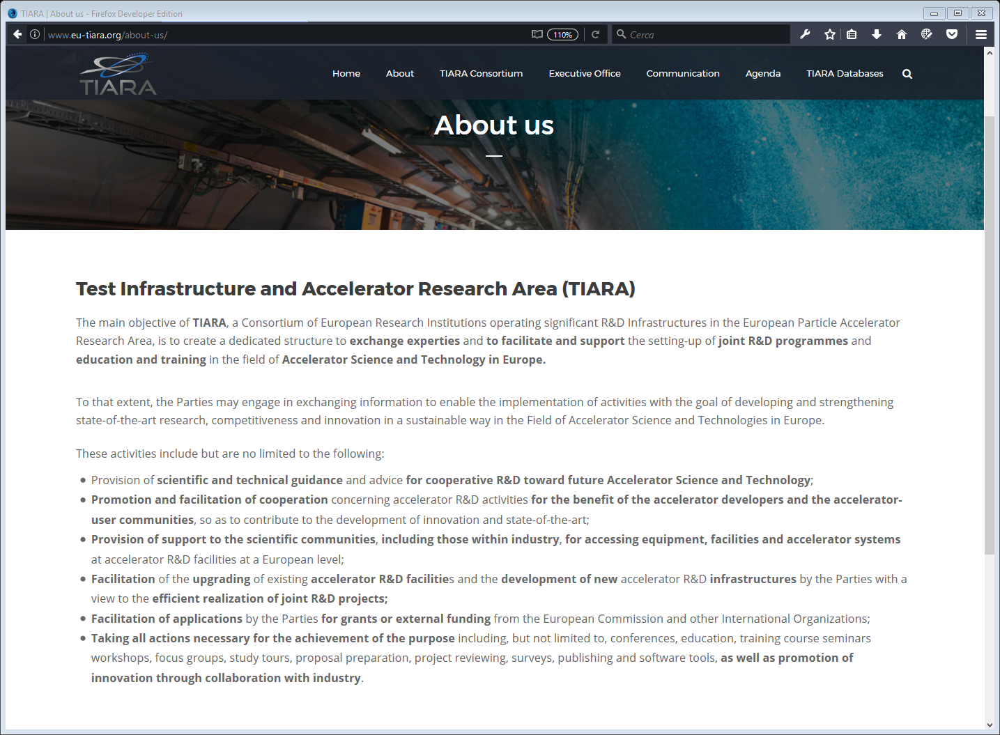 TIARA | About us - Firefox Developer Edition
www.eu-tiara.org/about-us/
110%
Cerca
TIARA
Home
About
TIARA Consortium
Executive Office
Communication
Agenda
TIARA Databases
About us
Test Infrastructure and Accelerator Research Area (TIARA)
The main objective of TIARA, a Consortium of European Research Institutions operating significant R&D Infrastructures in the European Particle Accelerator
Research Area, is to create a dedicated structure to exchange experties and to facilitate and support the setting-up of joint R&D programmes and
education and training in the field of Accelerator Science and Technology in Europe.
To that extent, the Parties may engage in exchanging information to enable the implementation of activities with the goal of developing and strengthening
state-of-the-art research, competitiveness and innovation in a sustainable way in the Field of Accelerator Science and Technologies in Europe.
These activities include but are no limited to the following:
• Provision of scientific and technical guidance and advice for cooperative R&D toward future Accelerator Science and Technology;
• Promotion and facilitation of cooperation concerning accelerator R&D activities for the benefit of the accelerator developers and the accelerator-
user communities, so as to contribute to the development of innovation and state-of-the-art;
• Provision of support to the scientific communities, including those within industry, for accessing equipment, facilities and accelerator systems
at accelerator R&D facilities at a European level;
• Facilitation of the upgrading of existing accelerator R&D facilities and the development of new accelerator R&D infrastructures by the Parties with a
view to the efficient realization of joint R&D projects;
• Facilitation of applications by the Parties for grants or external funding from the European Commission and other International Organizations;
• Taking all actions necessary for the achievement of the purpose including, but not limited to, conferences, education, training course seminars
workshops, focus groups, study tours, proposal preparation, project reviewing, surveys, publishing and software tools, as well as promotion of
innovation through collaboration with industry.